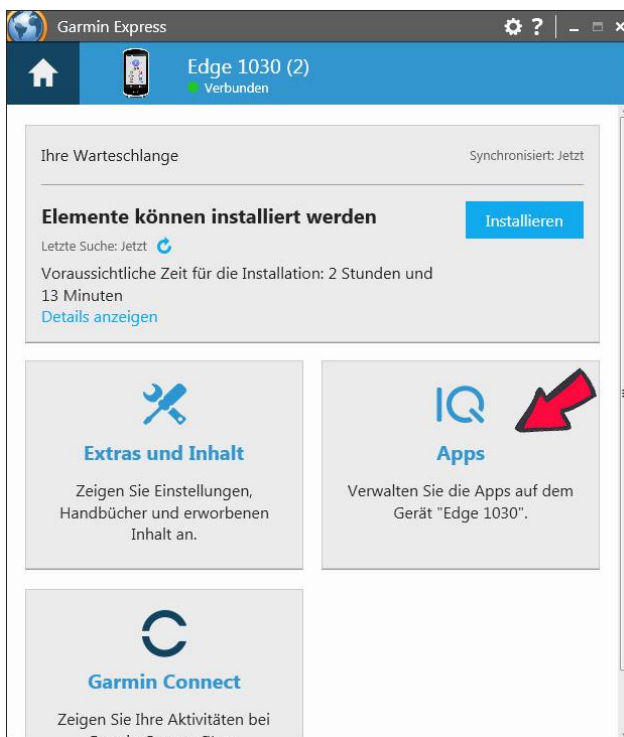 Garmin Express
?
Edge 1030 (2)
Verbunden
Ihre Warteschlange
Synchronisiert: Jetzt
Elemente können installiert werden
Installieren
Letzte Suche: Jetzt
Voraussichtliche Zeit für die Installation: 2 Stunden und
13 Minuten
Details anzeigen
Extras und Inhalt
Zeigen Sie Einstellungen,
Handbücher und erworbenen
Inhalt an.
IQ
Apps
Verwalten Sie die Apps auf dem
Gerät "Edge 1030".
Garmin Connect
Zeigen Sie Ihre Aktivitäten bei